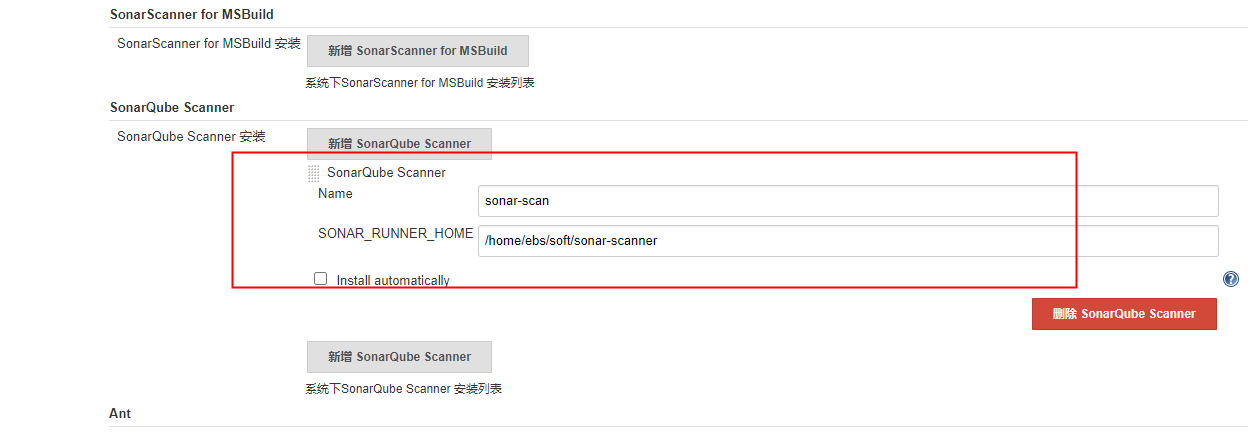 SonarScanner for MSBuild
SonarScanner for MSBuild 安装
新增 SonarScanner for MSBuild
系统下SonarScanner for MSBuild 安装列表
SonarQube Scanner
SonarQube Scanner 安装
新增 SonarQube Scanner
SonarQube Scanner
Name
sonar-scan
SONAR_RUNNER_HOME
/home/ebs/soft/sonar-scanner
Install automatically
?
删除 SonarQube Scanner
新增 SonarQube Scanner
系统下SonarQube Scanner 安装列表
Ant